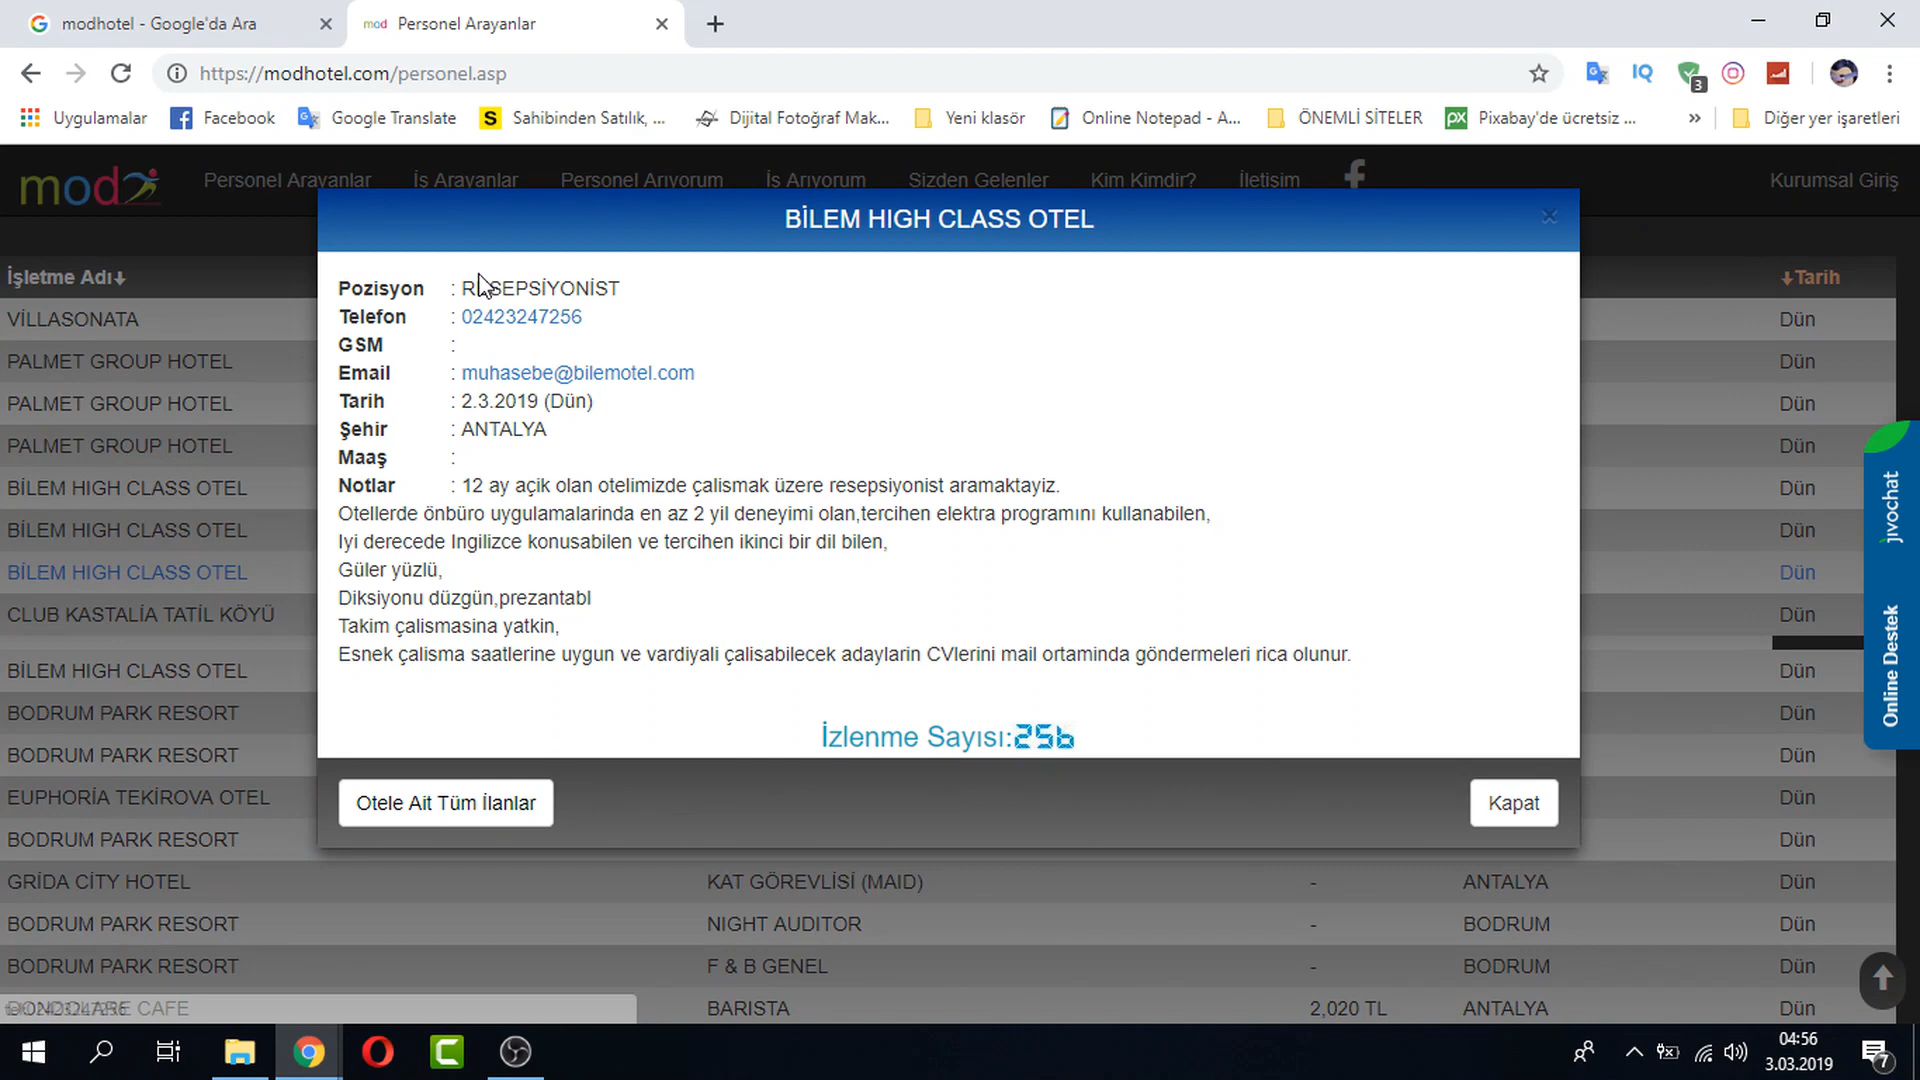 modhotel - Google'da Ara
mod Personel Arayanlar
https://modhotel.com/personel.asp
IQ
3
Uygulamalar
Facebook
Google Translate
S Sahibinden Satılık, ...
Dijital Fotoğraf Mak...
Yeni klasör
Online Notepad - A...
ÖNEMLİ SİTELER
px Pixabay'de ücretsiz ...
»
Diğer yer işaretleri
mod
Personel Arayanlar
İş Arayanlar
Personel Arıyorum
İş Arıyorum
Sizden Gelenler
Kim Kimdir?
İletişim
Kurumsal Giriş
BİLEM HIGH CLASS OTEL
×
İşletme Adı
Tarih
Pozisyon : RESEPSİYONİST
Telefon : 02423247256
GSM :
Email : muhasebe@bilemotel.com
Tarih : 2.3.2019 (Dün)
Şehir : ANTALYA
Maaş :
Notlar : 12 ay açik olan otelimizde çalismak üzere resepsiyonist aramaktayiz.
Otellerde önbüro uygulamalarinda en az 2 yil deneyimi olan,tercihen elektra programını kullanabilen,
Iyi derecede Ingilizce konusabilen ve tercihen ikinci bir dil bilen,
Güler yüzlü,
Diksiyonu düzgün,prezantabl
Takim çalismasina yatkin,
Esnek çalisma saatlerine uygun ve vardiyali çalisabilecek adaylarin CVlerini mail ortaminda göndermeleri rica olunur.
İzlenme Sayısı:256
Otele Ait Tüm İlanlar
Kapat
VİLLASONATA Dün
PALMET GROUP HOTEL Dün
PALMET GROUP HOTEL Dün
PALMET GROUP HOTEL Dün
BİLEM HIGH CLASS OTEL Dün
BİLEM HIGH CLASS OTEL Dün
BİLEM HIGH CLASS OTEL Dün
CLUB KASTALİA TATİL KÖYÜ Dün
BİLEM HIGH CLASS OTEL Dün
BODRUM PARK RESORT Dün
BODRUM PARK RESORT Dün
EUPHORİA TEKİROVA OTEL Dün
BODRUM PARK RESORT Dün
GRİDA CİTY HOTEL KAT GÖREVLİSİ (MAID) - ANTALYA Dün
BODRUM PARK RESORT NIGHT AUDITOR - BODRUM Dün
BODRUM PARK RESORT F & B GENEL - BODRUM Dün
CAFE BARISTA 2,020 TL ANTALYA Dün
jivochat
Online Destek
04:56
3.03.2019
7